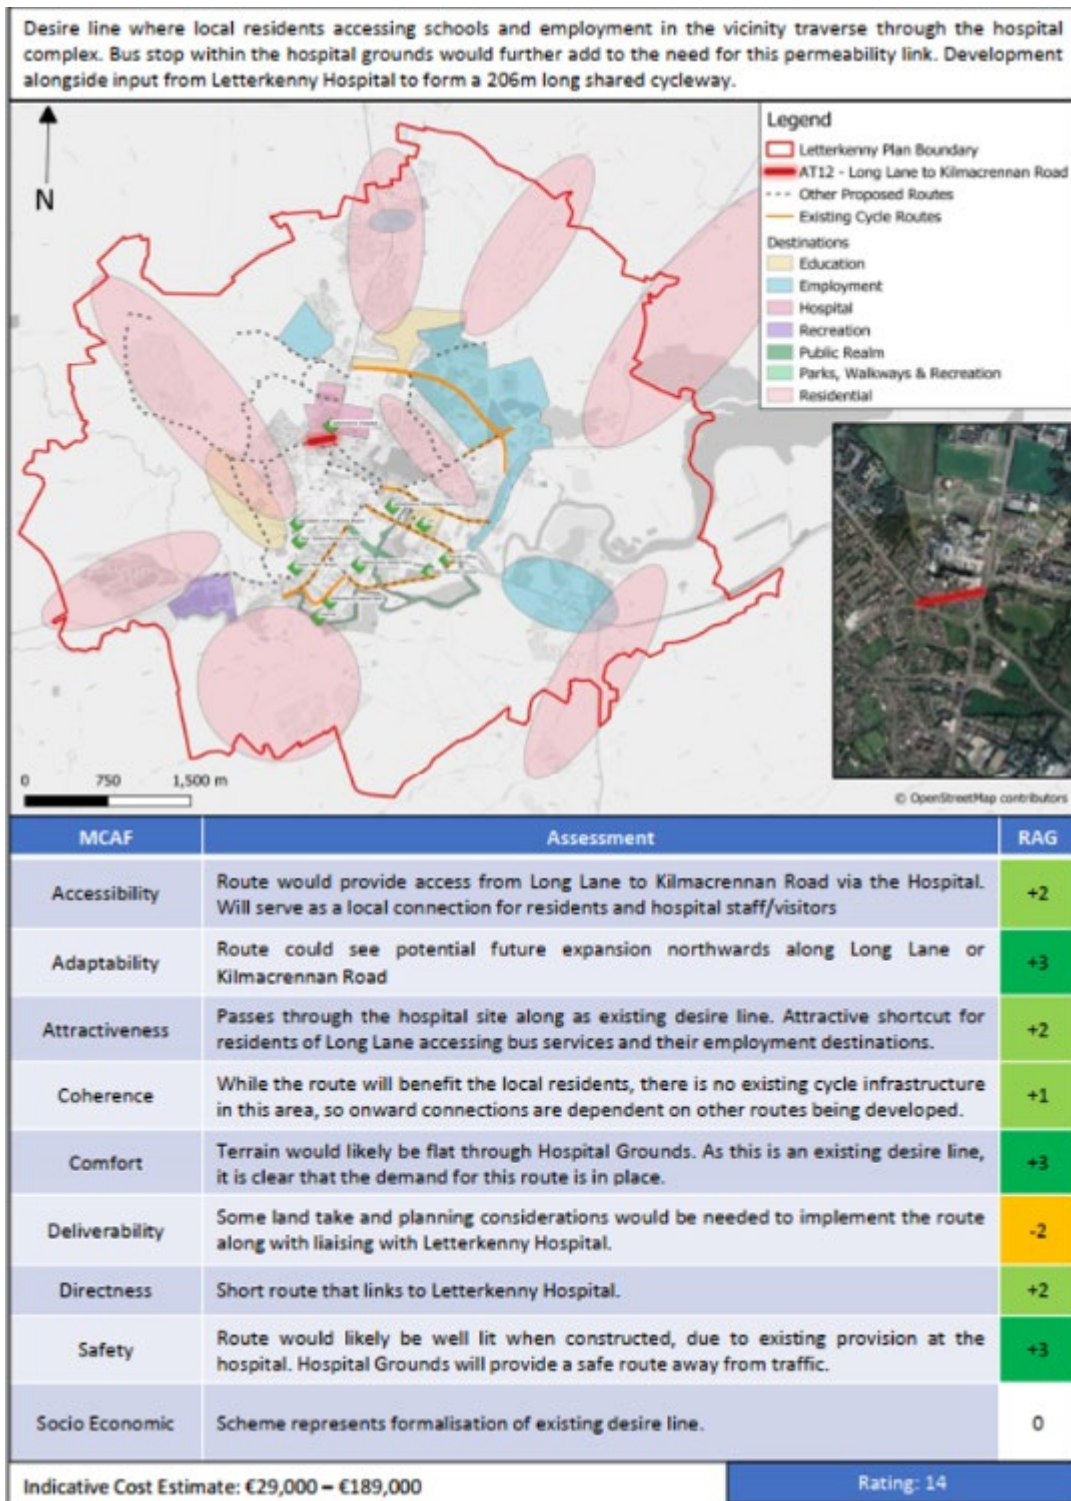 Desire line where local residents accessing schools and employment in the vicinity traverse through the hospital
complex. Bus stop within the hospital grounds would further add to the need for this permeability link. Development
alongside input from Letterkenny Hospital to form a 206m long shared cycleway.
N
Legend
Letterkenny Plan Boundary
AT12 - Long Lane to Kilmacrennan Road
Other Proposed Routes
Existing Cycle Routes
Destinations
Education
Employment
Hospital
Recreation
Public Realm
Parks, Walkways & Recreation
Residential
0 750 1,500 m
© OpenStreetMap contributors
MCAF Assessment RAG
Accessibility
Route would provide access from Long Lane to Kilmacrennan Road via the Hospital.
Will serve as a local connection for residents and hospital staff/visitors
+2
Adaptability
Route could see potential future expansion northwards along Long Lane or
Kilmacrennan Road
+3
Attractiveness
Passes through the hospital site along as existing desire line. Attractive shortcut for
residents of Long Lane accessing bus services and their employment destinations.
+2
Coherence
While the route will benefit the local residents, there is no existing cycle infrastructure
in this area, so onward connections are dependent on other routes being developed.
+1
Comfort
Terrain would likely be flat through Hospital Grounds. As this is an existing desire line,
it is clear that the demand for this route is in place.
+3
Deliverability
Some land take and planning considerations would be needed to implement the route
along with liaising with Letterkenny Hospital.
-2
Directness
Short route that links to Letterkenny Hospital.
+2
Safety
Route would likely be well lit when constructed, due to existing provision at the
hospital. Hospital Grounds will provide a safe route away from traffic.
+3
Socio Economic
Scheme represents formalisation of existing desire line.
0
Indicative Cost Estimate: €29,000 – €189,000
Rating: 14